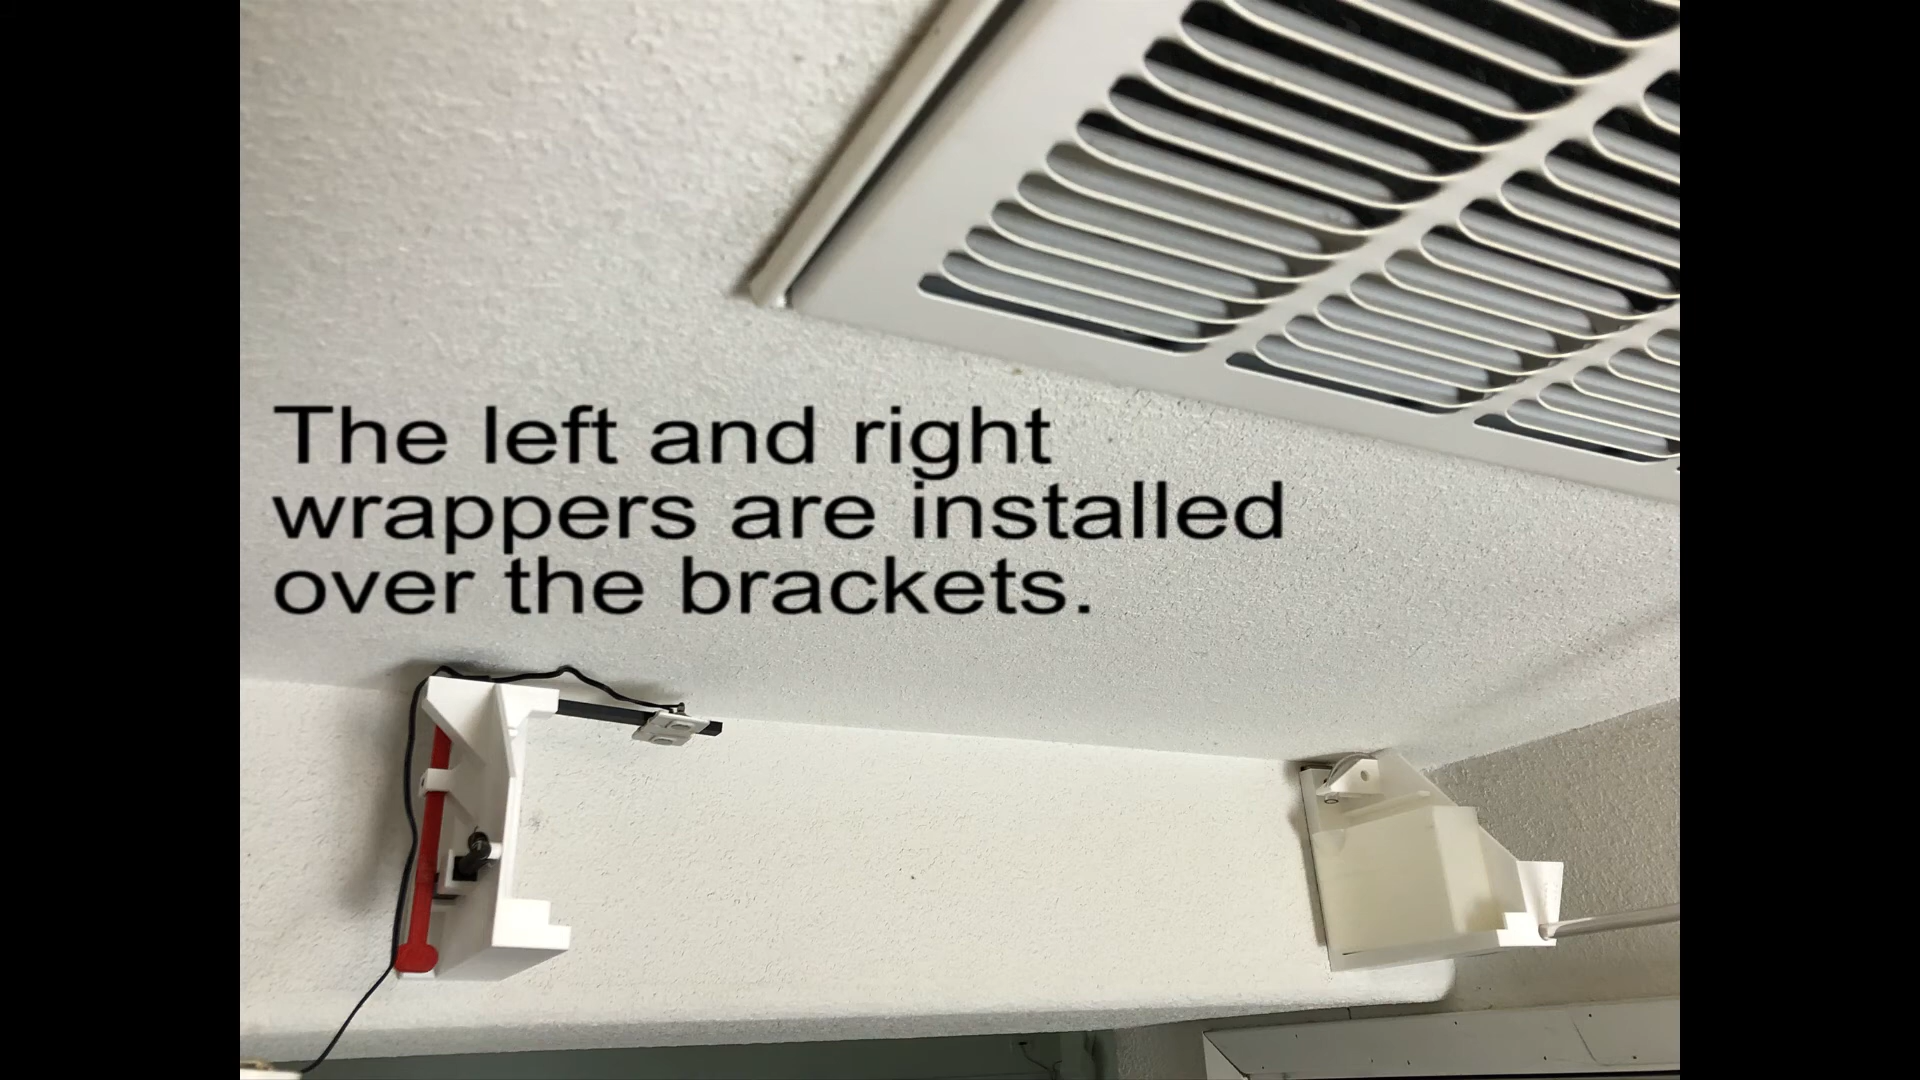 The left and right
wrappers are installed
over the brackets.